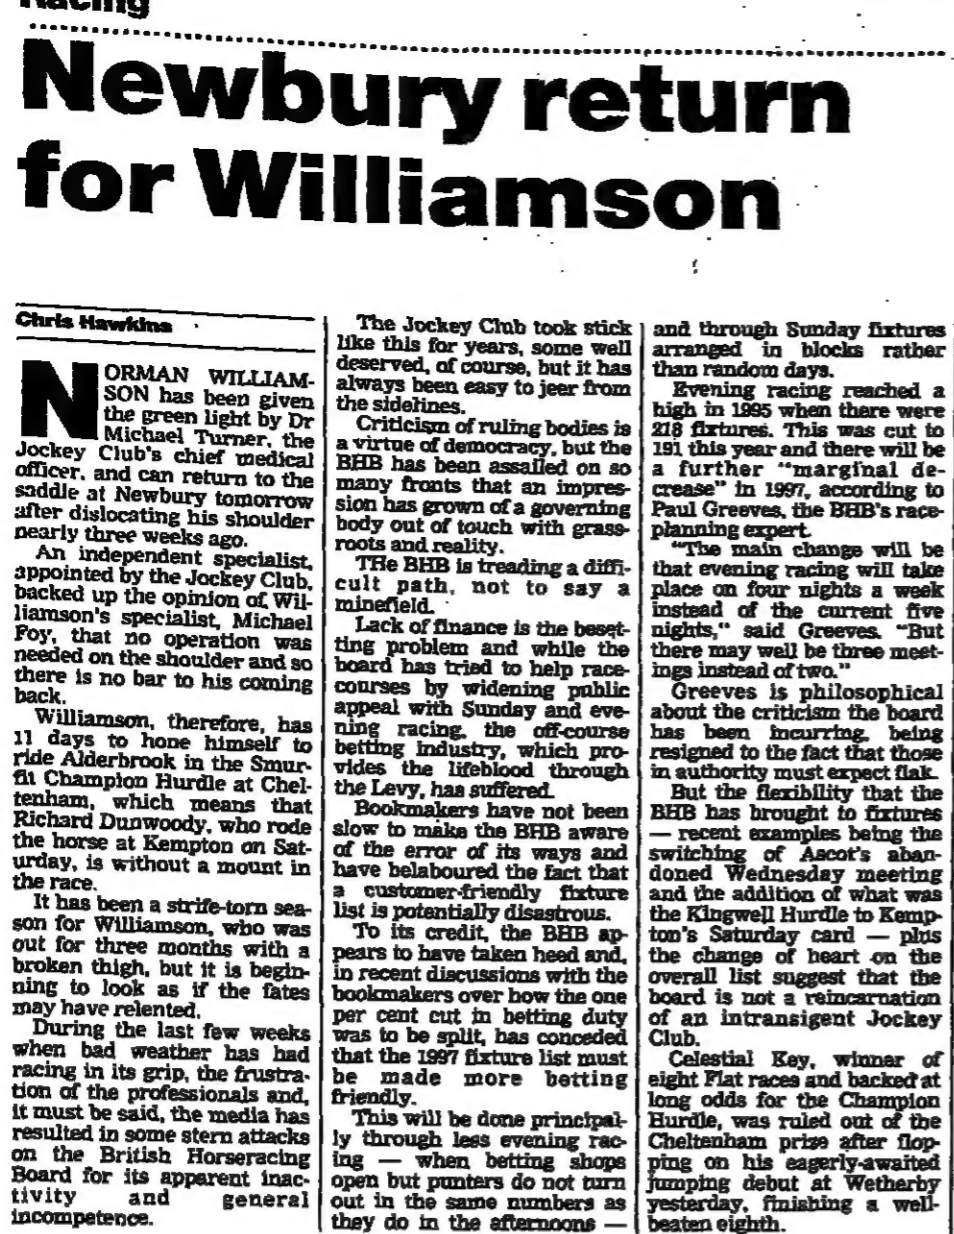 Racing
Newbury return
for Williamson
Chris Hawkins
NORMAN WILLIAM-
SON has been given
the green light by Dr
Michael Turner, the
Jockey Club's chief medical
officer, and can return to the
saddle at Newbury tomorrow
after dislocating his shoulder
nearly three weeks ago.
An independent specialist,
appointed by the Jockey Club,
backed up the opinion of Wil-
liamson's specialist, Michael
Foy, that no operation was
needed on the shoulder and so
there is no bar to his coming
back.
Williamson, therefore, has
11 days to hone himself to
ride Alderbrook in the Smur-
fit Champion Hurdle at Chel-
tenham, which means that
Richard Dunwoody, who rode
the horse at Kempton on Sat-
urday, is without a mount in
the race.
It has been a strife-torn sea-
son for Williamson, who was
out for three months with a
broken thigh, but it is begin-
ning to look as if the fates
may have relented.
During the last few weeks
when bad weather has had
racing in its grip, the frustra-
tion of the professionals and,
it must be said, the media has
resulted in some stern attacks
on the British Horseracing
Board for its apparent inac-
tivity and general
incompetence.
The Jockey Club took stick
like this for years, some well
deserved, of course, but it has
always been easy to jeer from
the sidelines.
Criticism of ruling bodies is
a virtue of democracy, but the
BHB has been assailed on so
many fronts that an impres-
sion has grown of a governing
body out of touch with grass-
roots and reality.
THe BHB is treading a diffi-
cult path, not to say a
minefield.
Lack of finance is the beset-
ting problem and while the
board has tried to help race-
courses by widening public
appeal with Sunday and eve-
ning racing, the off-course
betting industry, which pro-
vides the lifeblood through
the Levy, has suffered.
Bookmakers have not been
slow to make the BHB aware
of the error of its ways and
have belaboured the fact that
a customer-friendly fixture
list is potentially disastrous.
To its credit, the BHB ap-
pears to have taken heed and,
in recent discussions with the
bookmakers over how the one
per cent cut in betting duty
was to be split, has conceded
that the 1997 fixture list must
be made more betting
friendly.
This will be done principal-
ly through less evening rac-
ing — when betting shops
open but punters do not turn
out in the same numbers as
they do in the afternoons —
and through Sunday fixtures
arranged in blocks rather
than random days.
Evening racing reached a
high in 1995 when there were
218 fixtures. This was cut to
191 this year and there will be
a further "marginal de-
crease" in 1997, according to
Paul Greeves, the BHB's race-
planning expert.
"The main change will be
that evening racing will take
place on four nights a week
instead of the current five
nights," said Greeves. "But
there may well be three meet-
ings instead of two."
Greeves is philosophical
about the criticism the board
has been incurring, being
resigned to the fact that those
in authority must expect flak.
But the flexibility that the
BHB has brought to fixtures
— recent examples being the
switching of Ascot's aban-
doned Wednesday meeting
and the addition of what was
the Kingwell Hurdle to Kemp-
ton's Saturday card — plus
the change of heart on the
overall list suggest that the
board is not a reincarnation
of an intransigent Jockey
Club.
Celestial Key, winner of
eight Flat races and backed at
long odds for the Champion
Hurdle, was ruled out of the
Cheltenham prize after flop-
ping on his eagerly-awaited
jumping debut at Wetherby
yesterday, finishing a well-
beaten eighth.